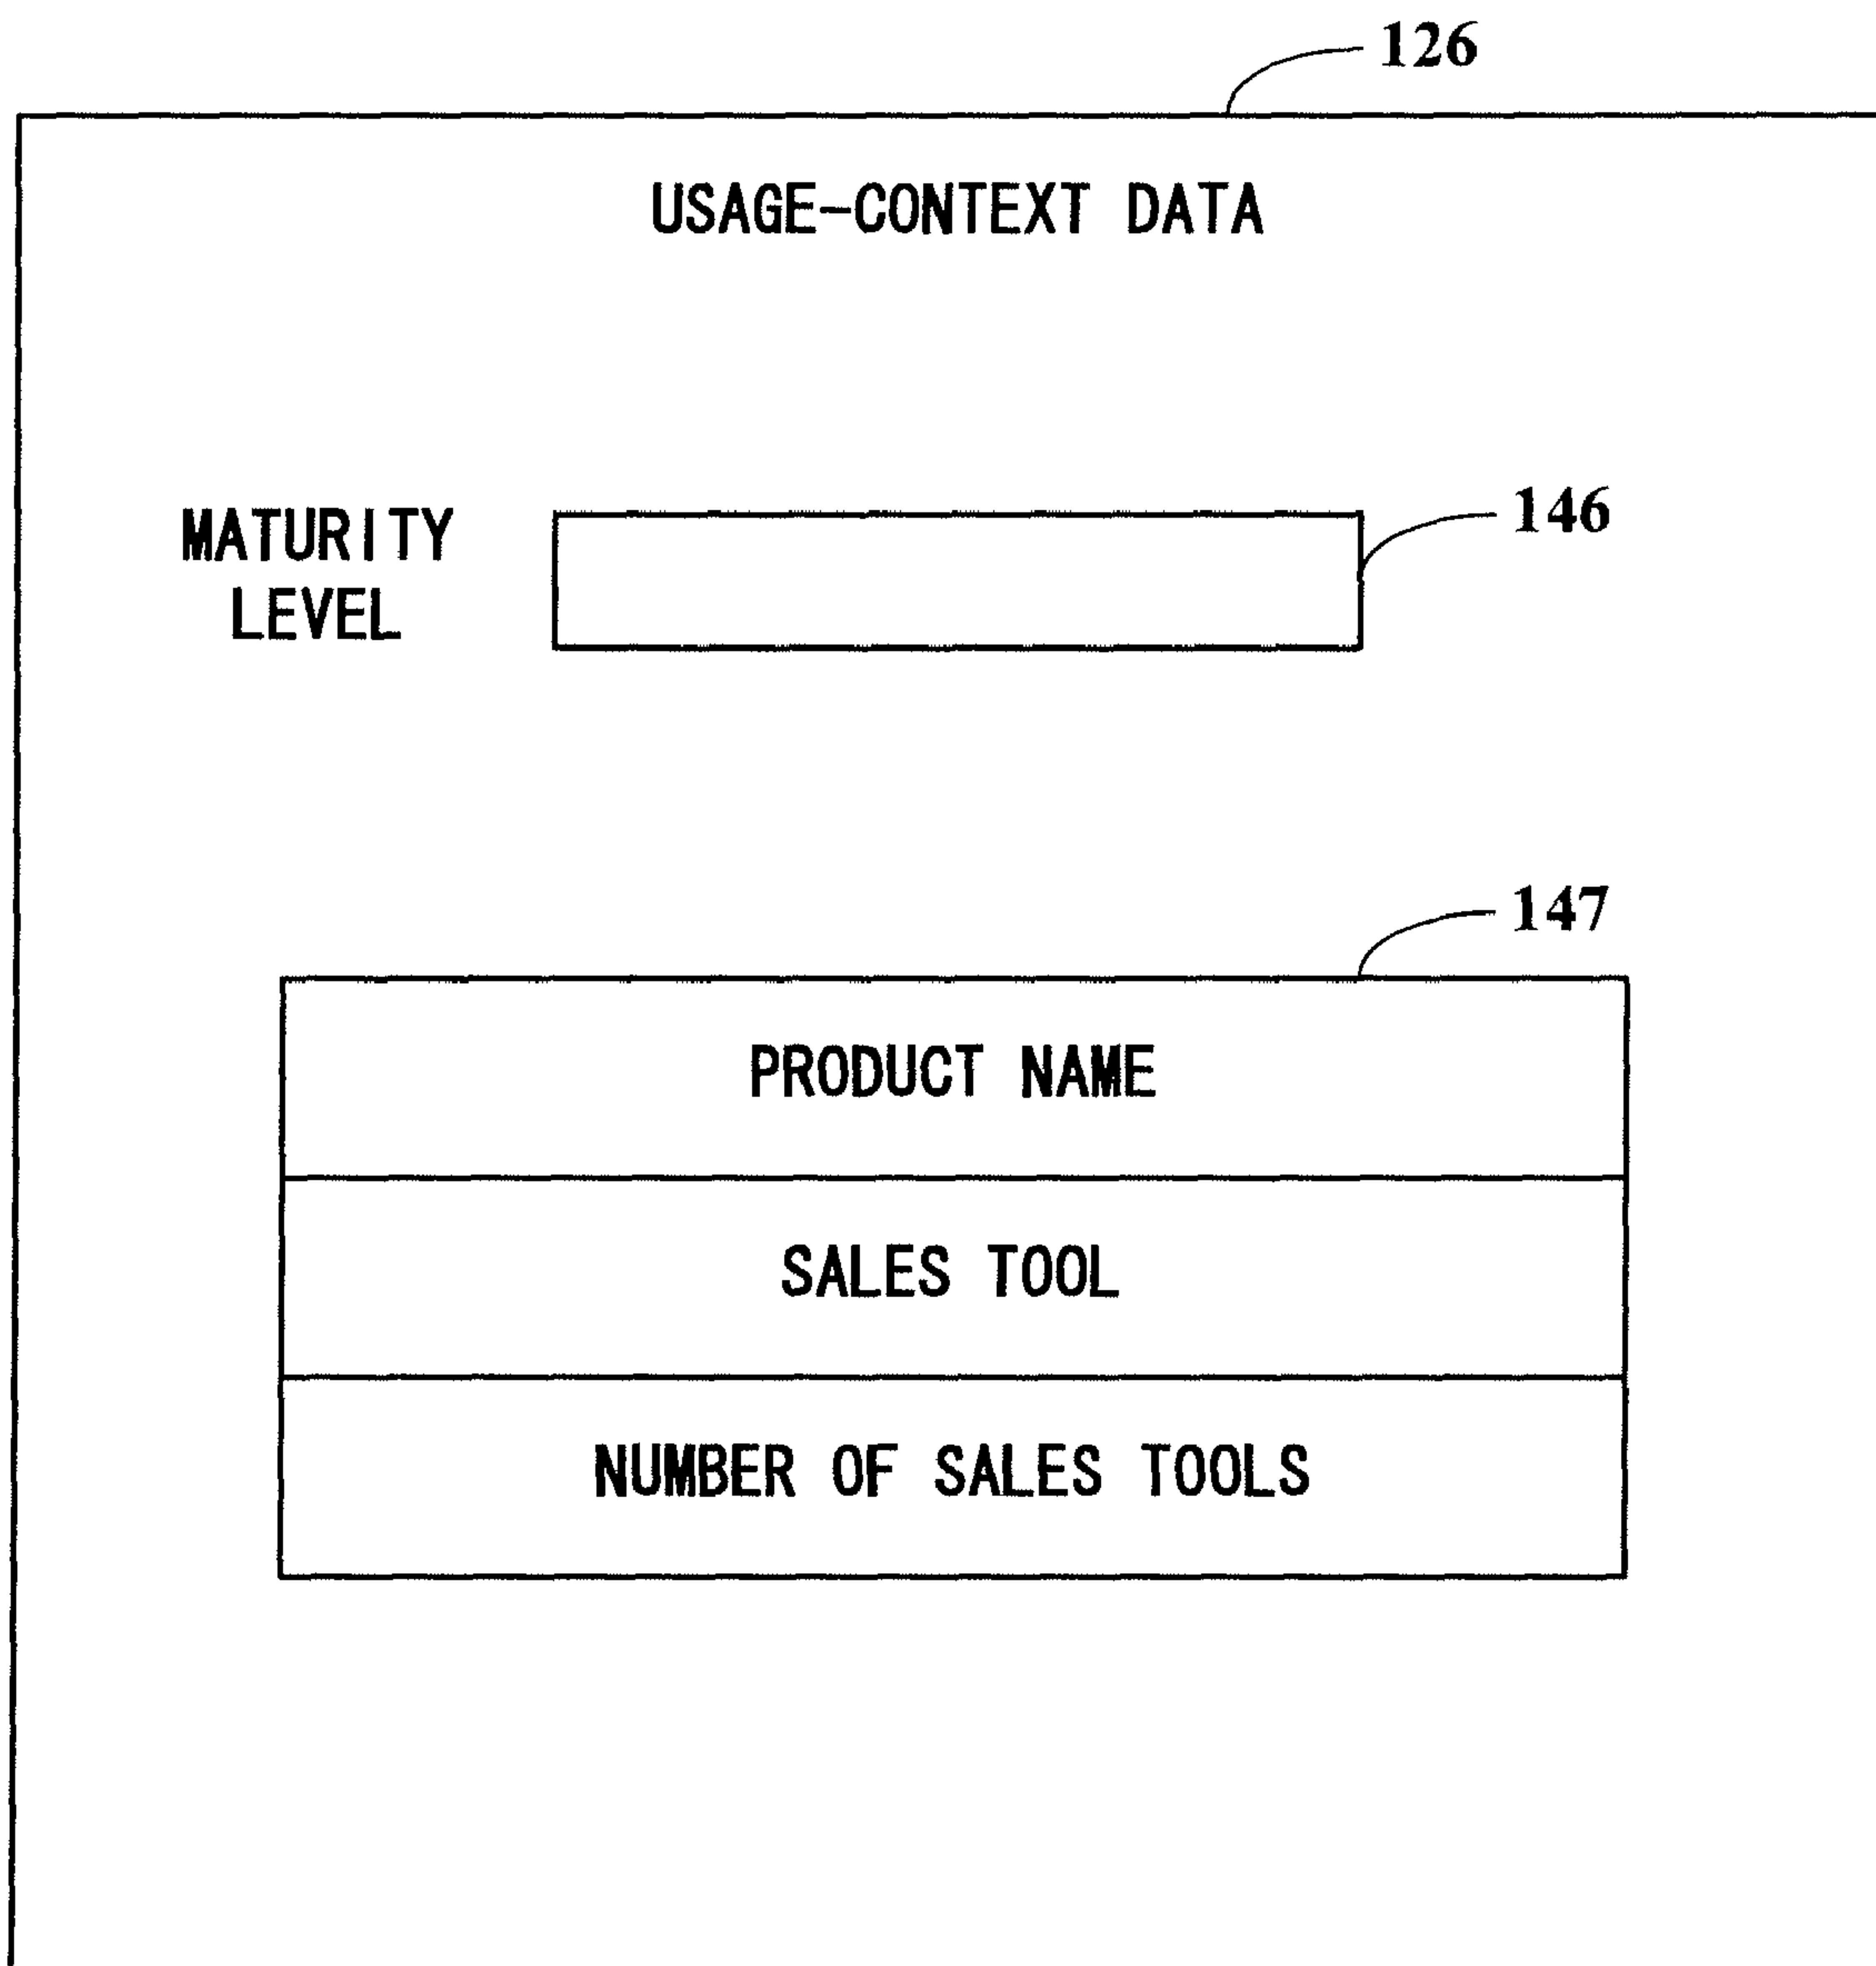 126
USAGE-CONTEXT DATA
MATURITY
LEVEL
146
147
PRODUCT NAME
SALES TOOL
NUMBER OF SALES TOOLS